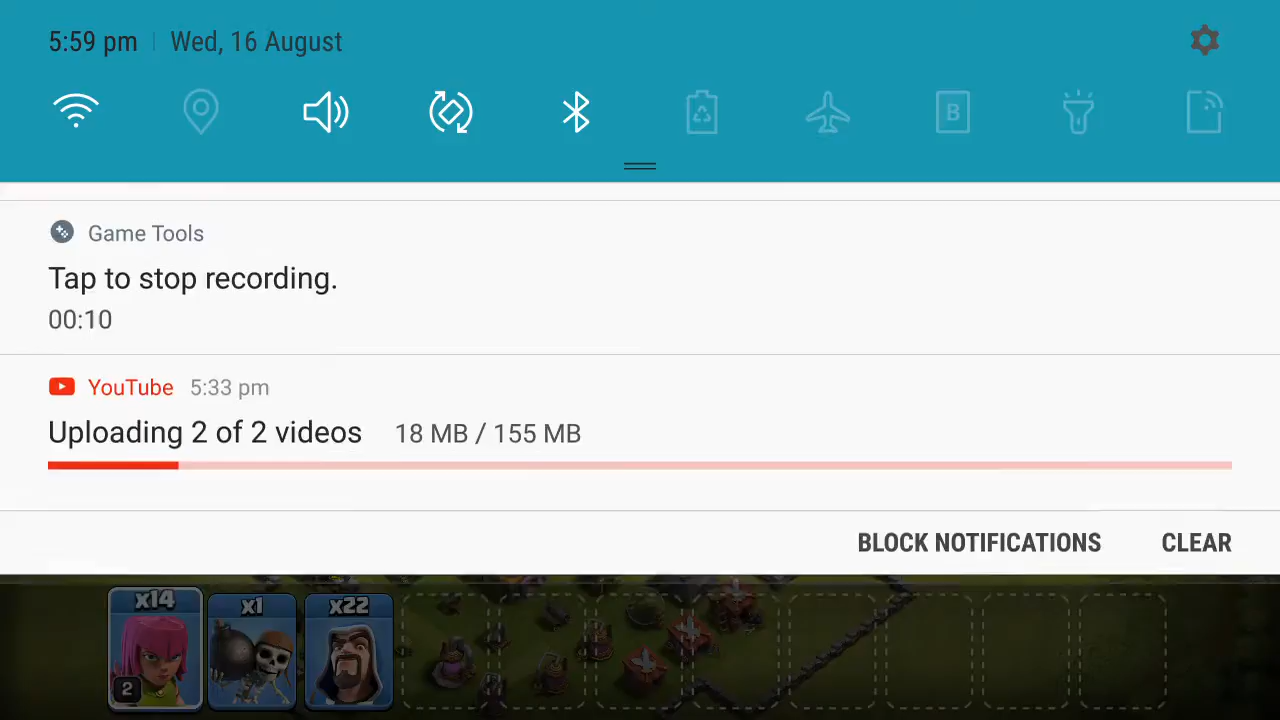 5:59 pm Wed, 16 August
B
Game Tools
Tap to stop recording.
00:10
YouTube 5:33 pm
Uploading 2 of 2 videos 18 MB / 155 MB
BLOCK NOTIFICATIONS CLEAR
x14 x1 x22
2